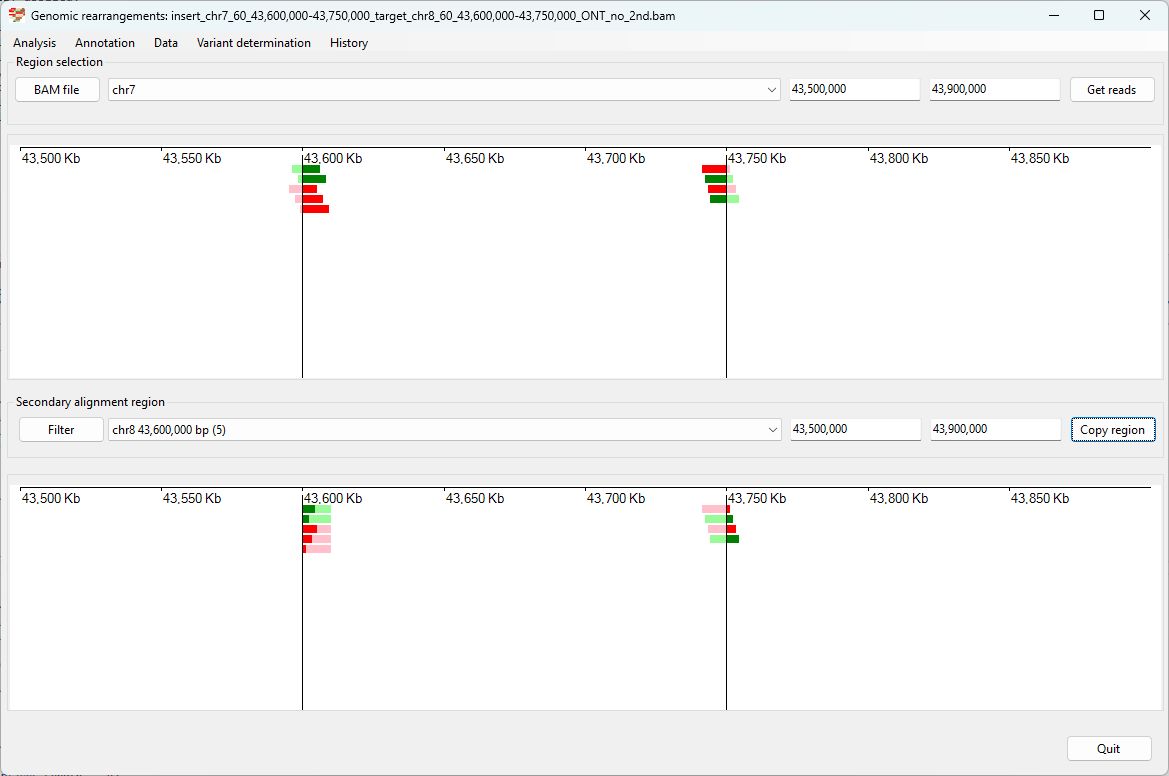 Genomic rearrangements: insert_chr7_60_43,600,000-43,750,000_target_chr8_60_43,600,000-43,750,000_ONT_no_2nd.bam
Analysis Annotation Data Variant determination History
Region selection
BAM file chr7 43,500,000 43,900,000 Get reads
43,500 Kb 43,550 Kb 43,600 Kb 43,650 Kb 43,700 Kb 43,750 Kb 43,800 Kb 43,850 Kb
Secondary alignment region
Filter chr8 43,600,000 bp (5) 43,500,000 43,900,000 Copy region
43,500 Kb 43,550 Kb 43,600 Kb 43,650 Kb 43,700 Kb 43,750 Kb 43,800 Kb 43,850 Kb
Quit